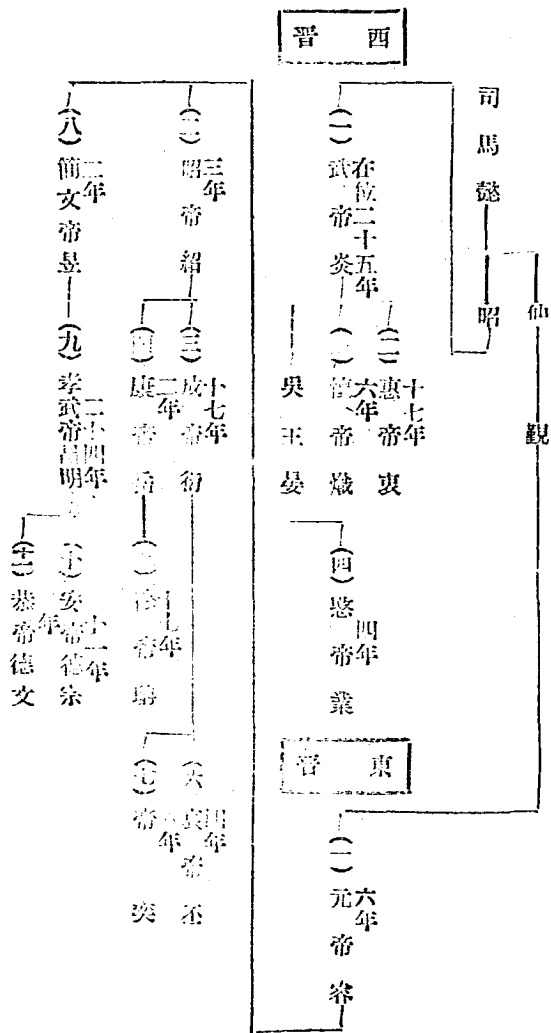 西晉
司馬懿
昭
伷
覲
(一)武帝炎
在位二十五年
(二)惠帝衷
十七年
懷帝熾
六年
吳王晏
(四)愍帝業
四年
東晉
(一)元帝睿
六年
(二)昭帝紹
三年
(三)成帝衍
十七年
(四)康帝岳
二年
帝聃
(六)哀帝丕
四年
(七)帝奕
年
(八)簡文帝昱
二年
(九)孝武帝昌明
二十四年
(十)安帝德宗
(十一)恭帝德文
年